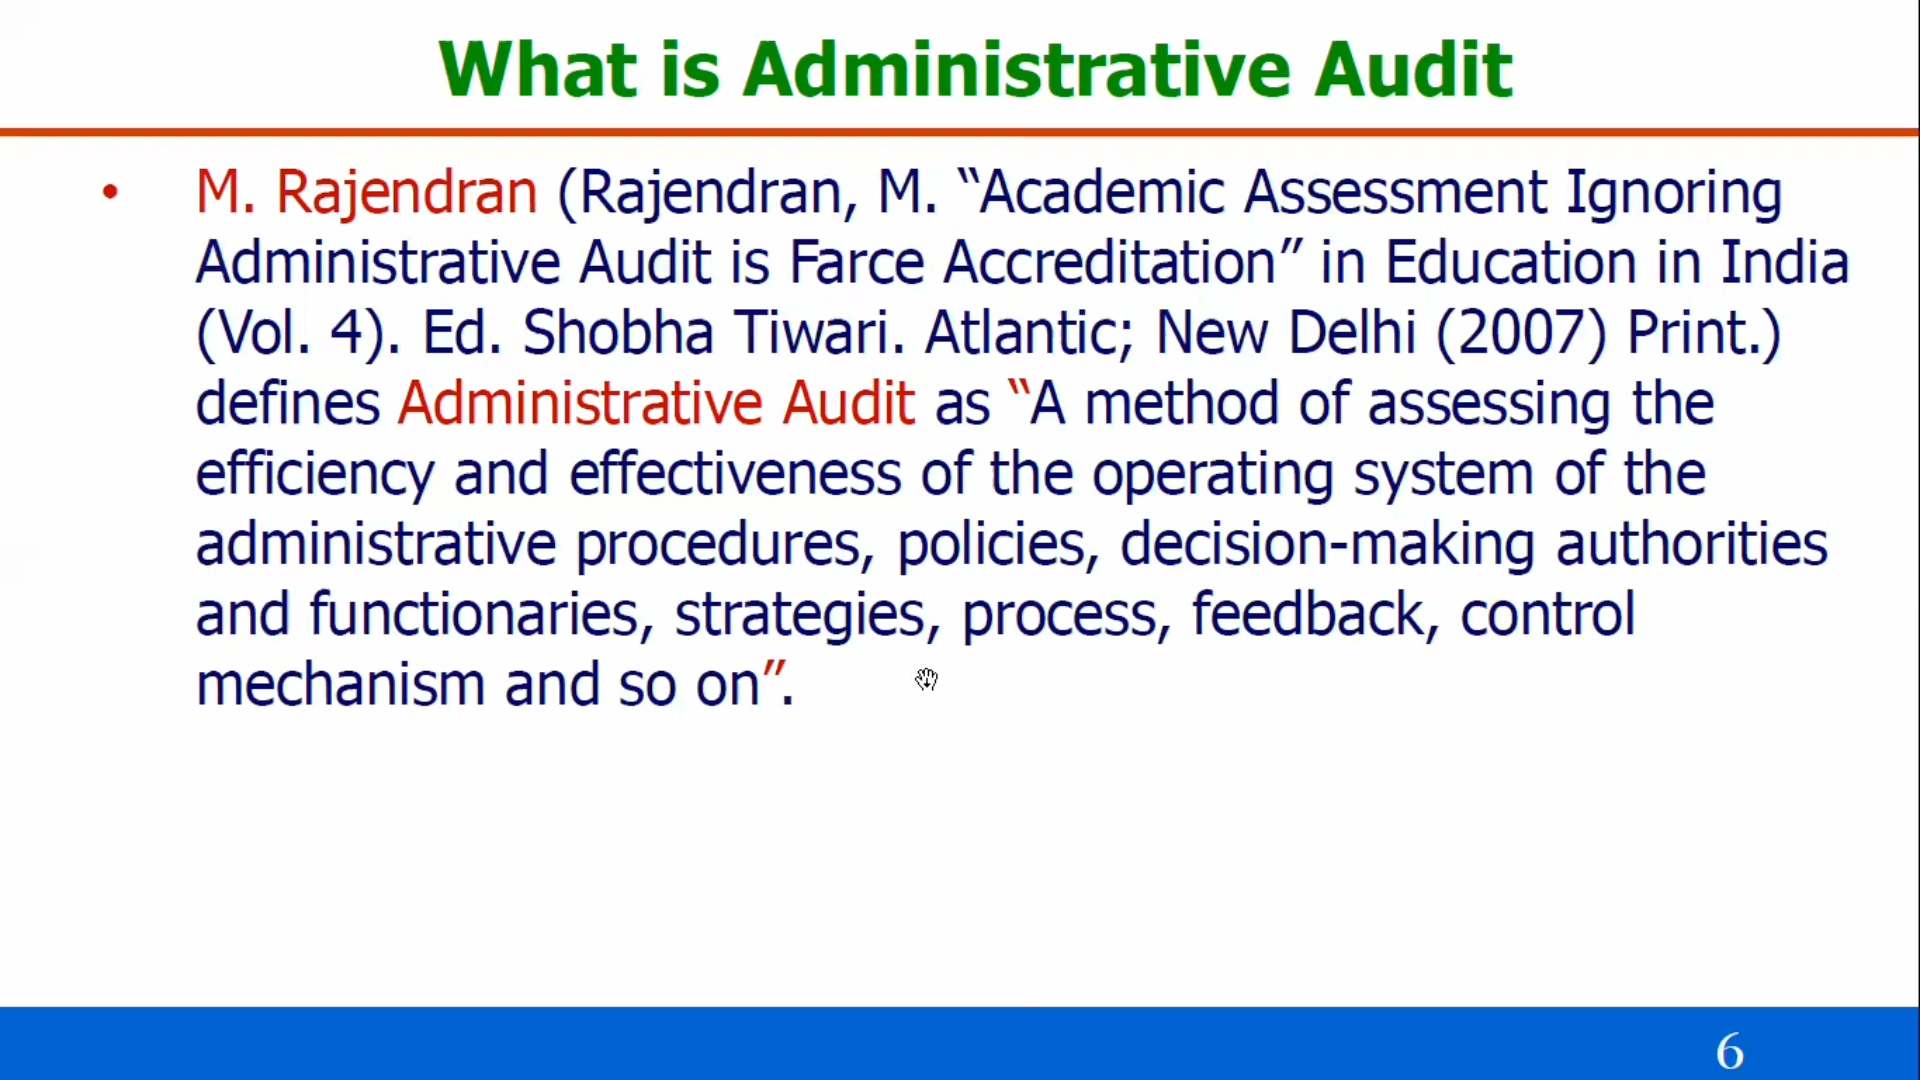 What is Administrative Audit
• M. Rajendran (Rajendran, M. “Academic Assessment Ignoring
Administrative Audit is Farce Accreditation” in Education in India
(Vol. 4). Ed. Shobha Tiwari. Atlantic; New Delhi (2007) Print.)
defines Administrative Audit as “A method of assessing the
efficiency and effectiveness of the operating system of the
administrative procedures, policies, decision-making authorities
and functionaries, strategies, process, feedback, control
mechanism and so on”.
6